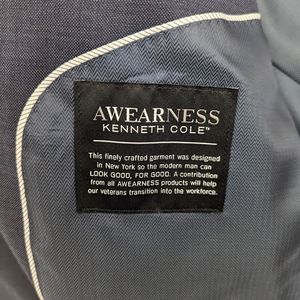 AWEARNESS
KENNETH COLE™
This finely crafted garment was designed
in New York so the modern man can
LOOK GOOD, FOR GOOD. A contribution
from all AWEARNESS products will help
our veterans transition into the workforce.